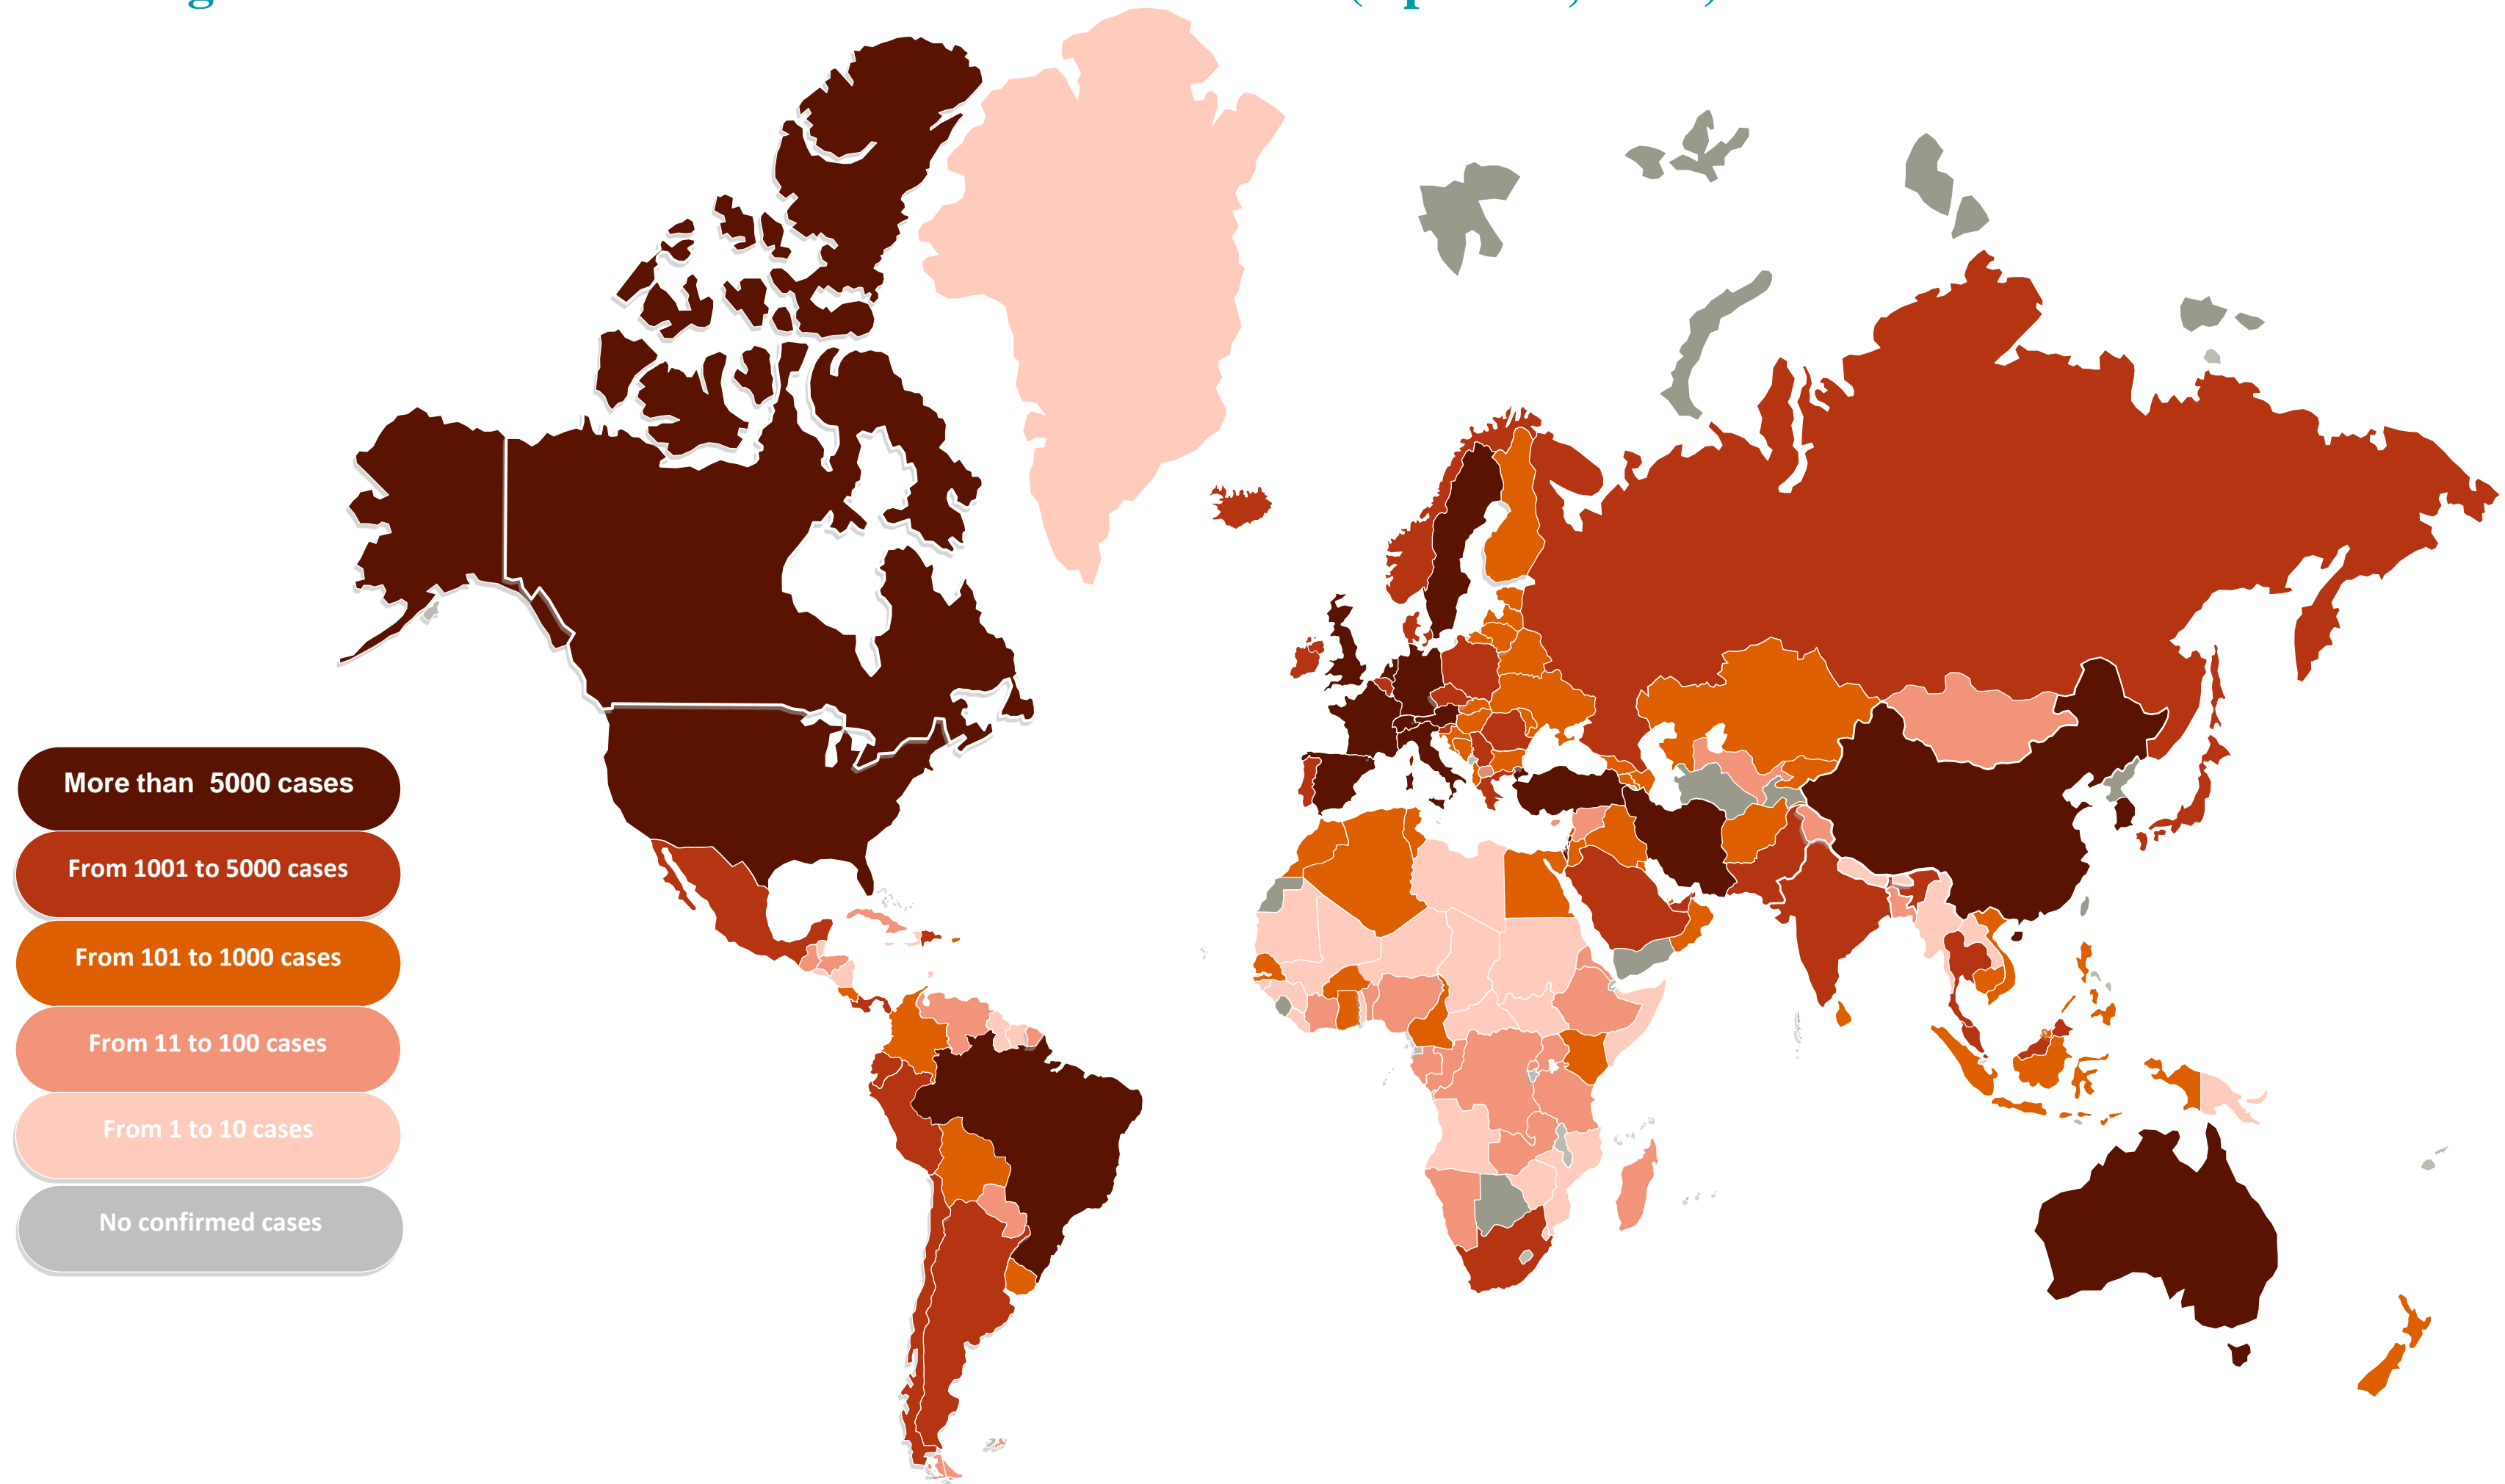 More than 5000 cases
From 1001 to 5000 cases
From 101 to 1000 cases
From 11 to 100 cases
From 1 to 10 cases
No confirmed cases